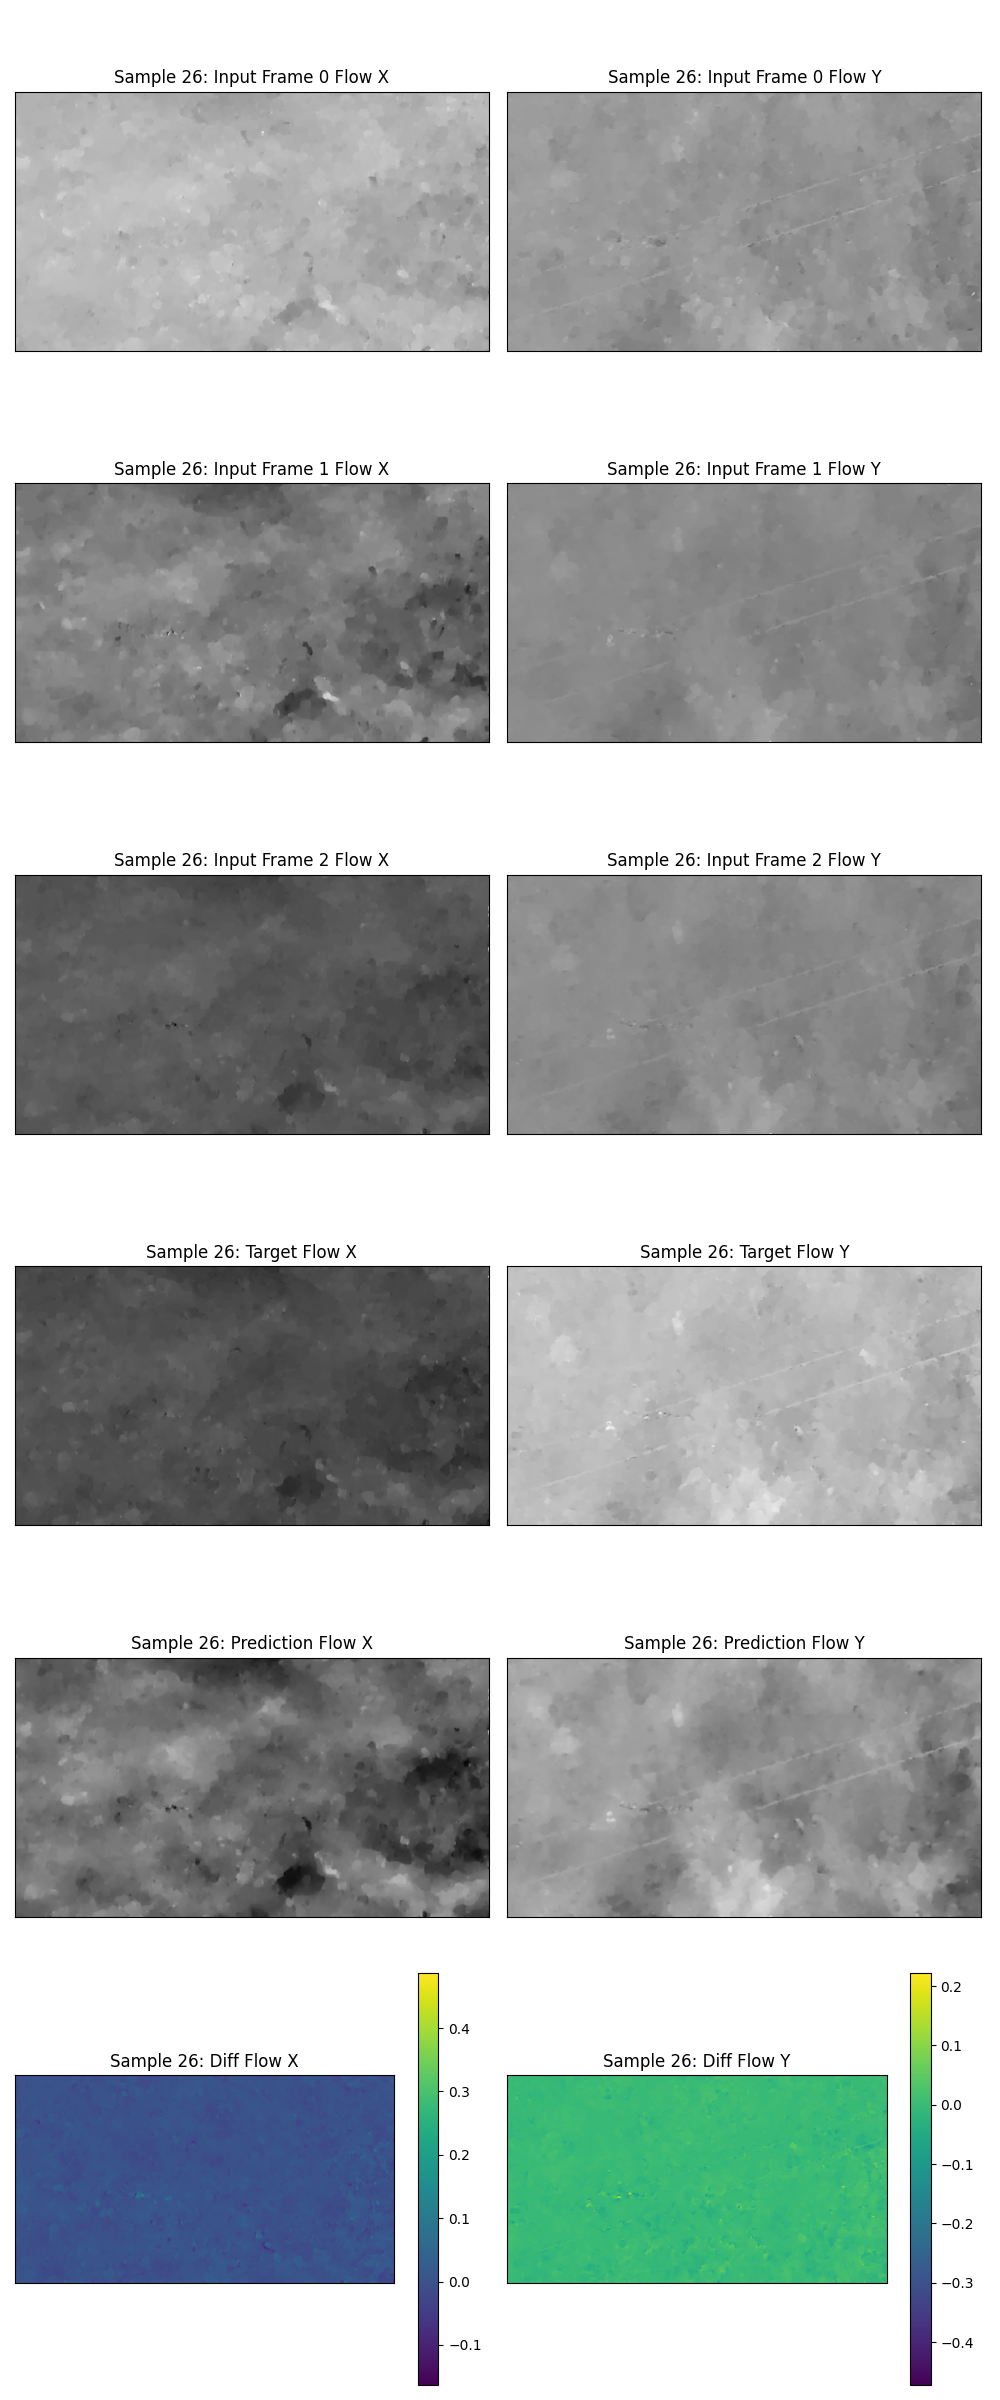 Sample 26: Input Frame 0 Flow X
Sample 26: Input Frame 0 Flow Y
Sample 26: Input Frame 1 Flow X
Sample 26: Input Frame 1 Flow Y
Sample 26: Input Frame 2 Flow X
Sample 26: Input Frame 2 Flow Y
Sample 26: Target Flow X
Sample 26: Target Flow Y
Sample 26: Prediction Flow X
Sample 26: Prediction Flow Y
Sample 26: Diff Flow X
0.4
0.3
0.2
0.1
0.0
−0.1
Sample 26: Diff Flow Y
0.2
0.1
0.0
−0.1
−0.2
−0.3
−0.4